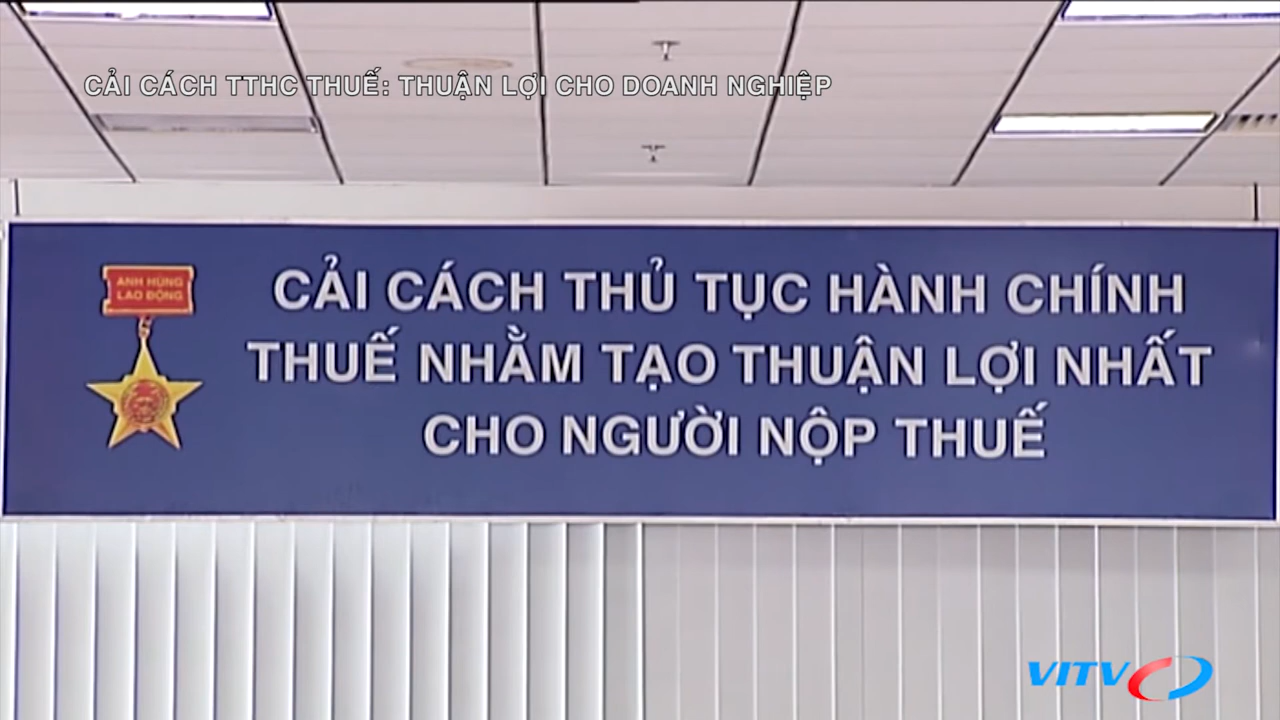 CẢI CÁCH TTHC THUẾ: THUẬN LỢI CHO DOANH NGHIỆP
ANH HÙNG
LAO ĐỘNG
CẢI CÁCH THỦ TỤC HÀNH CHÍNH
THUẾ NHẰM TẠO THUẬN LỢI NHẤT
CHO NGƯỜI NỘP THUẾ
VITV